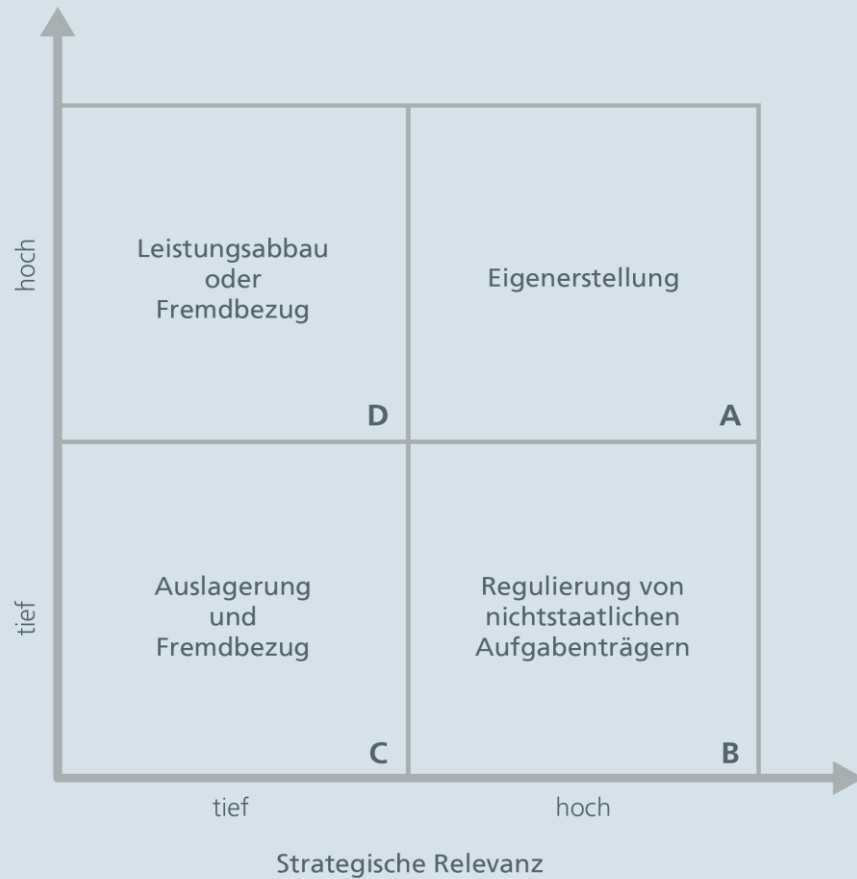 hoch
Leistungsabbau
oder
Fremdbezug
D
Eigenerstellung
A
tief
Auslagerung
und
Fremdbezug
C
Regulierung von
nichtstaatlichen
Aufgabenträgern
B
tief
hoch
Strategische Relevanz